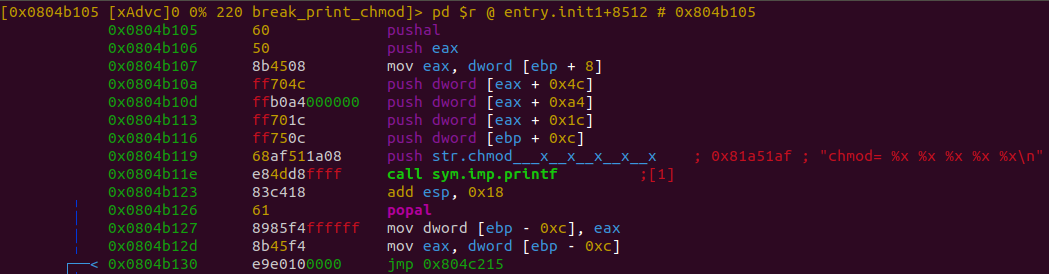 [0x0804b105 [xAdvc]0 0% 220 break_print_chmod]> pd $r @ entry.init1+8512 # 0x804b105
0x0804b105 60 pushal
0x0804b106 50 push eax
0x0804b107 8b4508 mov eax, dword [ebp + 8]
0x0804b10a ff704c push dword [eax + 0x4c]
0x0804b10d ffb0a4000000 push dword [eax + 0xa4]
0x0804b113 ff701c push dword [eax + 0x1c]
0x0804b116 ff750c push dword [ebp + 0xc]
0x0804b119 68af511a08 push str.chmod___x__x__x__x__x ; 0x81a51af ; "chmod= %x %x %x %x %x\n"
0x0804b11e e84dd8ffff call sym.imp.printf ;[1]
0x0804b123 83c418 add esp, 0x18
0x0804b126 61 popal
0x0804b127 8985f4ffffff mov dword [ebp - 0xc], eax
0x0804b12d 8b45f4 mov eax, dword [ebp - 0xc]
< 0x0804b130 e9e0100000 jmp 0x804c215